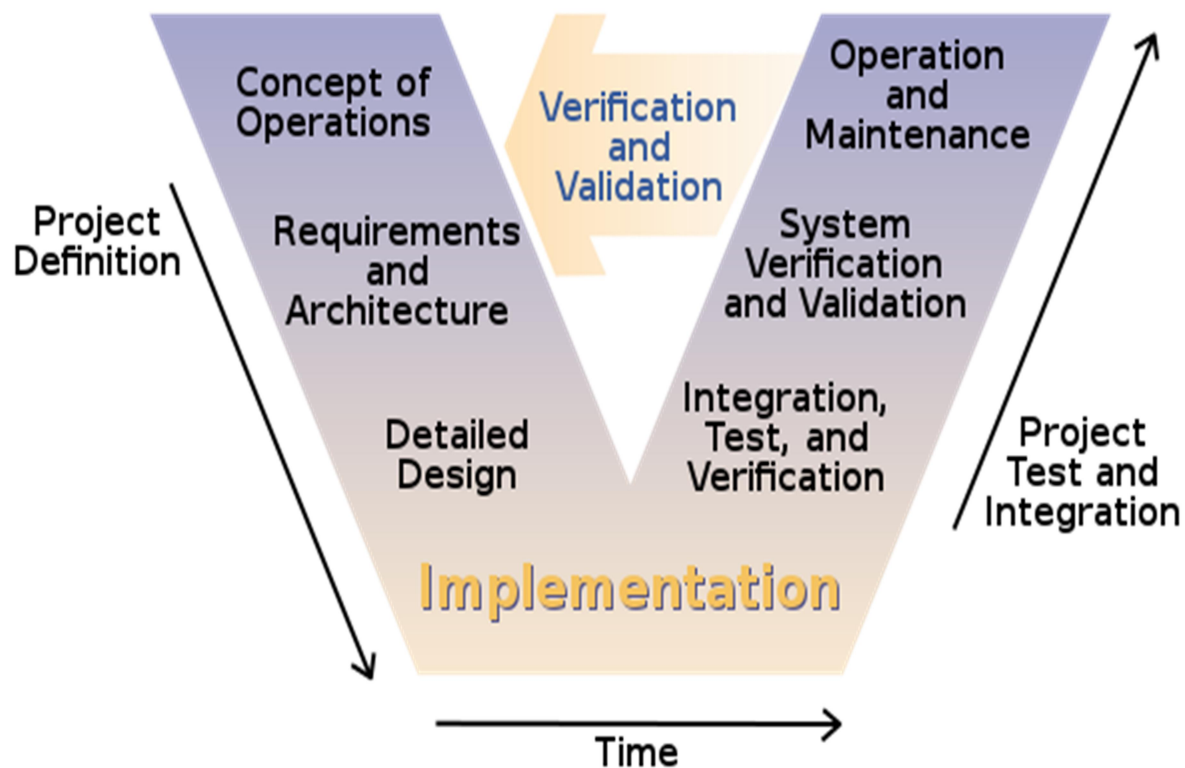 Concept of
Operations
Verification
and
Validation
Operation
and
Maintenance
Project
Definition
Requirements
and
Architecture
System
Verification
and Validation
Detailed
Design
Integration,
Test, and
Verification
Project
Test and
Integration
Implementation
Time